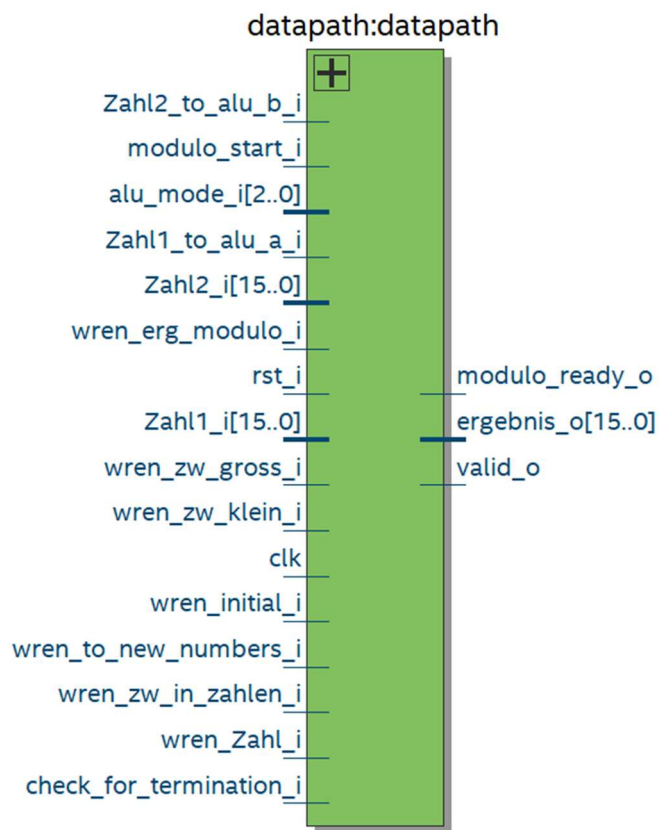 datapath:datapath
Zahl2_to_alu_b_i
modulo_start_i
alu_mode_i[2..0]
Zahl1_to_alu_a_i
Zahl2_i[15..0]
wren_erg_modulo_i
rst_i
modulo_ready_o
Zahl1_i[15..0]
ergebnis_o[15..0]
wren_zw_gross_i
valid_o
wren_zw_klein_i
clk
wren_initial_i
wren_to_new_numbers_i
wren_zw_in_zahlen_i
wren_Zahl_i
check_for_termination_i